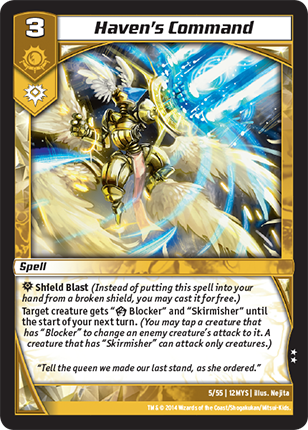 3
Haven's Command
Spell
Shield Blast (Instead of putting this spell into your
hand from a broken shield, you may cast it for free.)
Target creature gets “ Blocker” and “Skirmisher” until
the start of your next turn. (You may tap a creature that
has “Blocker” to change an enemy creature's attack to it. A
creature that has “Skirmisher” can attack only creatures.)
“Tell the queen we made our last stand, as she ordered.”
5/55 | 12MYS | Illus. Nejita
TM & © 2014 Wizards of the Coast/Shogakukan/Mitsui-Kids.